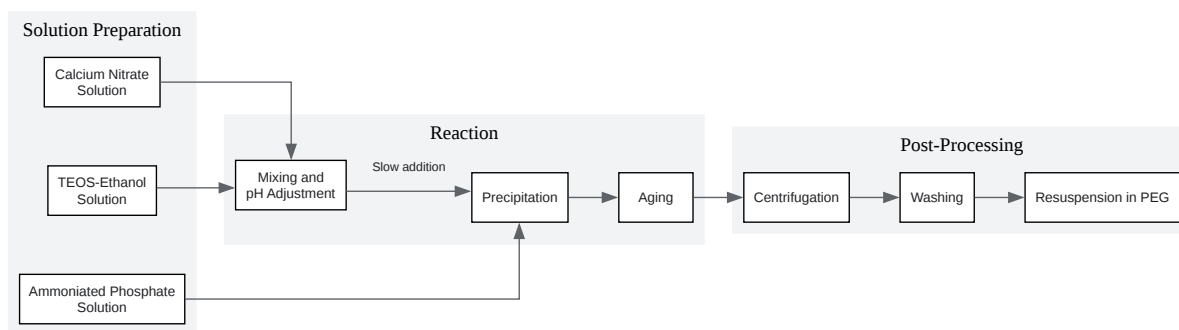 Solution Preparation
Calcium Nitrate
Solution
TEOS-Ethanol
Solution
Ammoniated Phosphate
Solution
Reaction
Mixing and
pH Adjustment
Slow addition
Precipitation
Aging
Post-Processing
Centrifugation
Washing
Resuspension in PEG